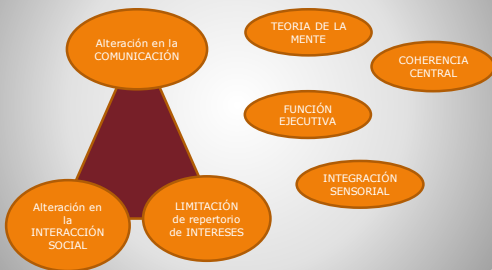 Alteración en la
COMUNICACIÓN
TEORIA DE LA
MENTE
COHERENCIA
CENTRAL
FUNCIÓN
EJECUTIVA
INTEGRACIÓN
SENSORIAL
Alteración en
la
INTERACCIÓN
SOCIAL
LIMITACIÓN
de repertorio
de INTERESES